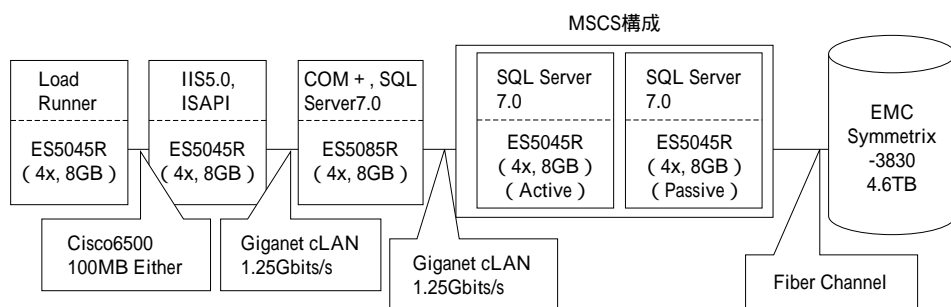 MSCS構成
Load
Runner
ES5045R
( 4x, 8GB )
IIS5.0,
ISAPI
ES5045R
( 4x, 8GB )
COM + , SQL
Server7.0
ES5085R
( 4x, 8GB )
SQL Server
7.0
ES5045R
( 4x, 8GB )
( Active )
SQL Server
7.0
ES5045R
( 4x, 8GB )
( Passive )
EMC
Symmetrix
-3830
4.6TB
Cisco6500
100MB Either
Giganet cLAN
1.25Gbits/s
Giganet cLAN
1.25Gbits/s
Fiber Channel